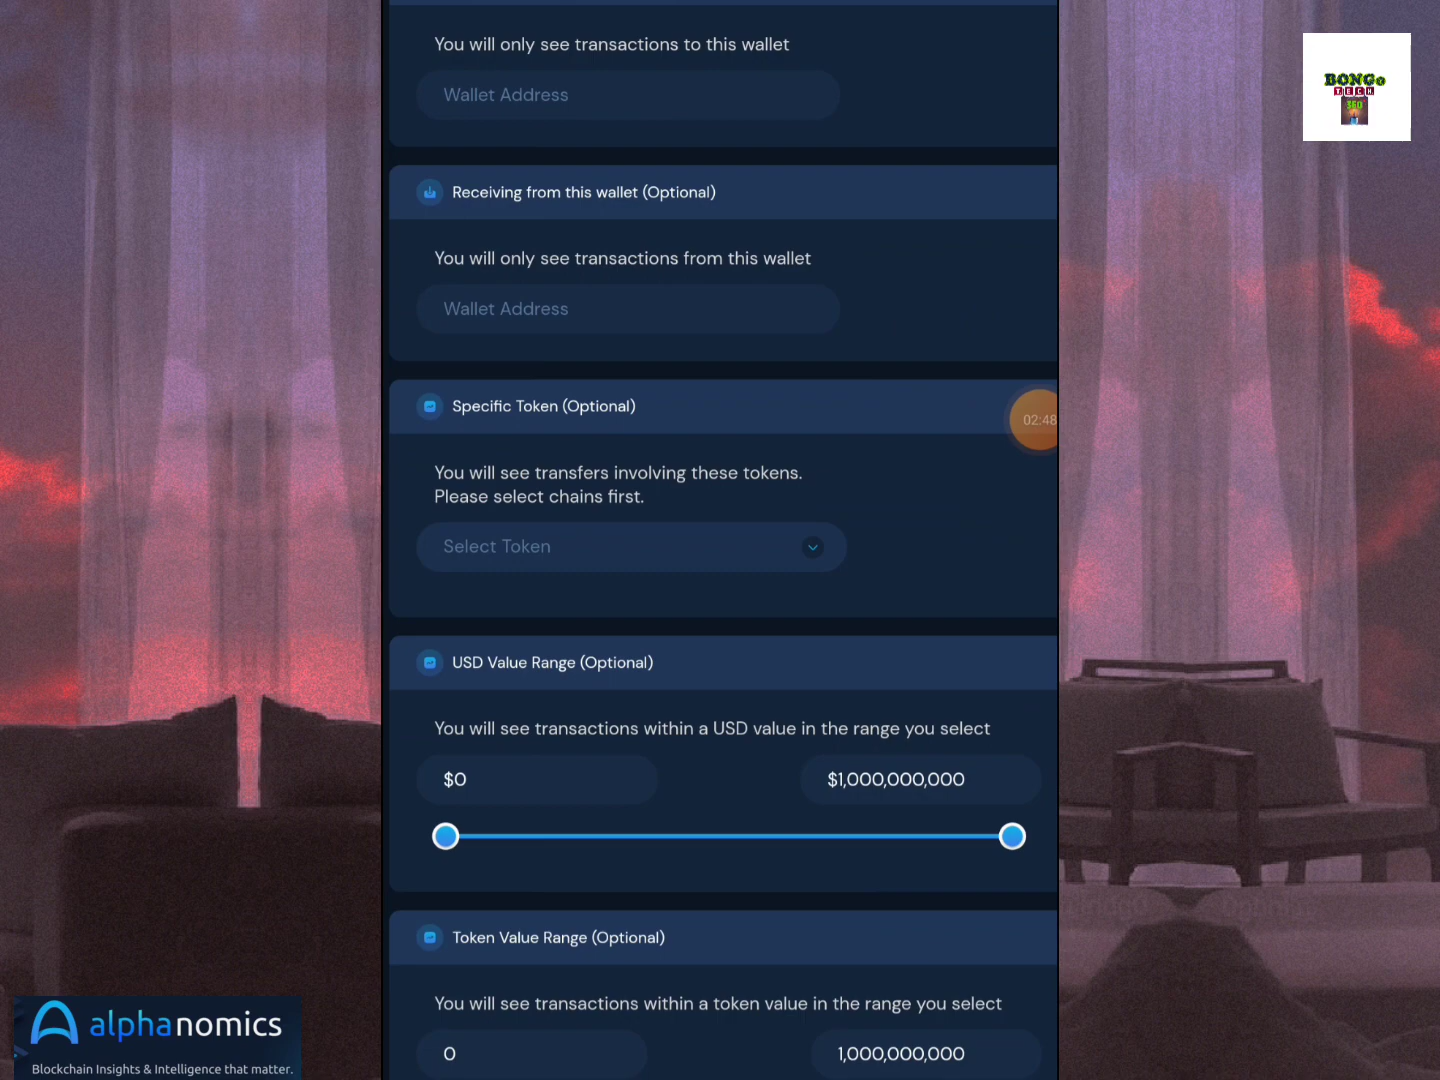 You will only see transactions to this wallet
Wallet Address
BONGO
TECH
360
Receiving from this wallet (Optional)
You will only see transactions from this wallet
Wallet Address
Specific Token (Optional)
02:48
You will see transfers involving these tokens.
Please select chains first.
Select Token
USD Value Range (Optional)
You will see transactions within a USD value in the range you select
$0
$1,000,000,000
Token Value Range (Optional)
You will see transactions within a token value in the range you select
0
1,000,000,000
alphanomics
Blockchain Insights & Intelligence that matter.